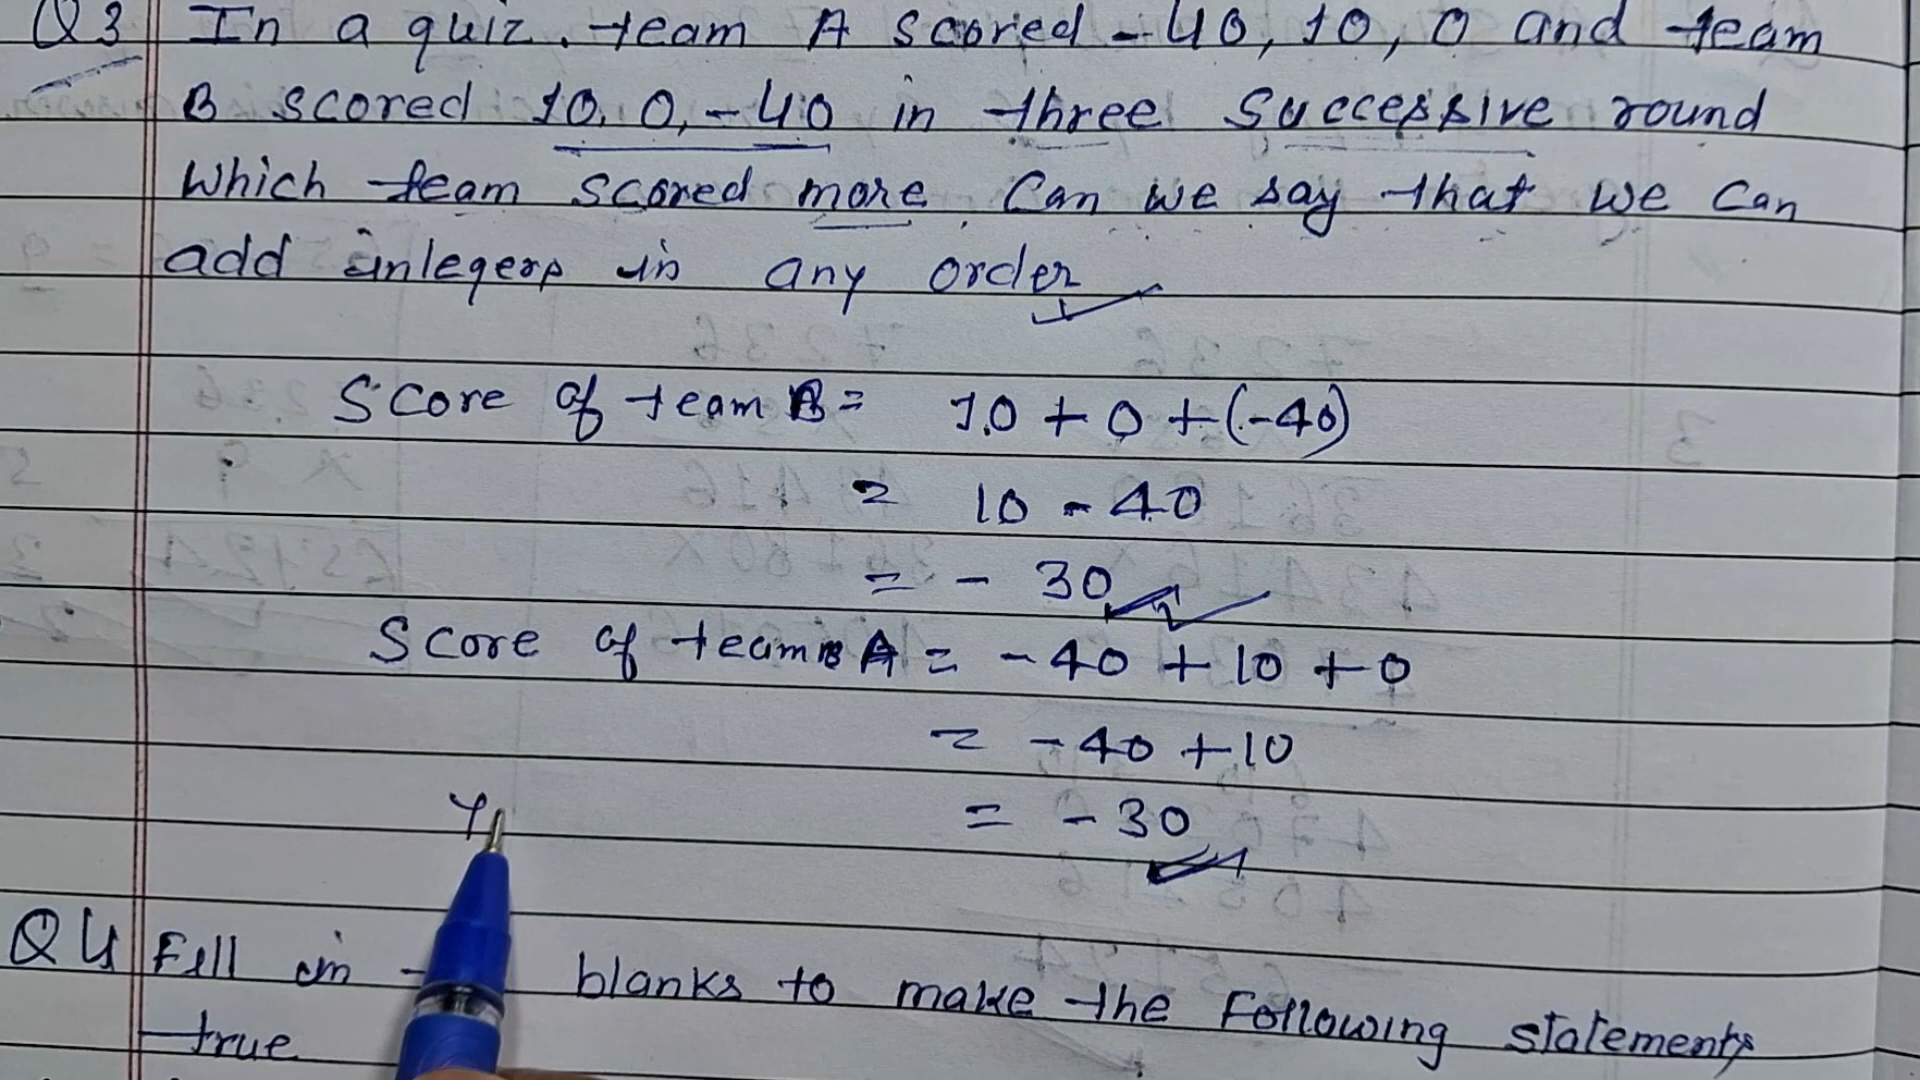 Q3 In a quiz, team A scored -40, 10, 0 and team
B scored 10, 0, -40 in three successive round
which team scored more. Can we say that we can
add integers in any order
Score of team B = 10 + 0 + (-40)
= 10 - 40
= - 30
Score of team A = - 40 + 10 + 0
= - 40 + 10
= - 30
Q4 Fill in blanks to make the following statements
true